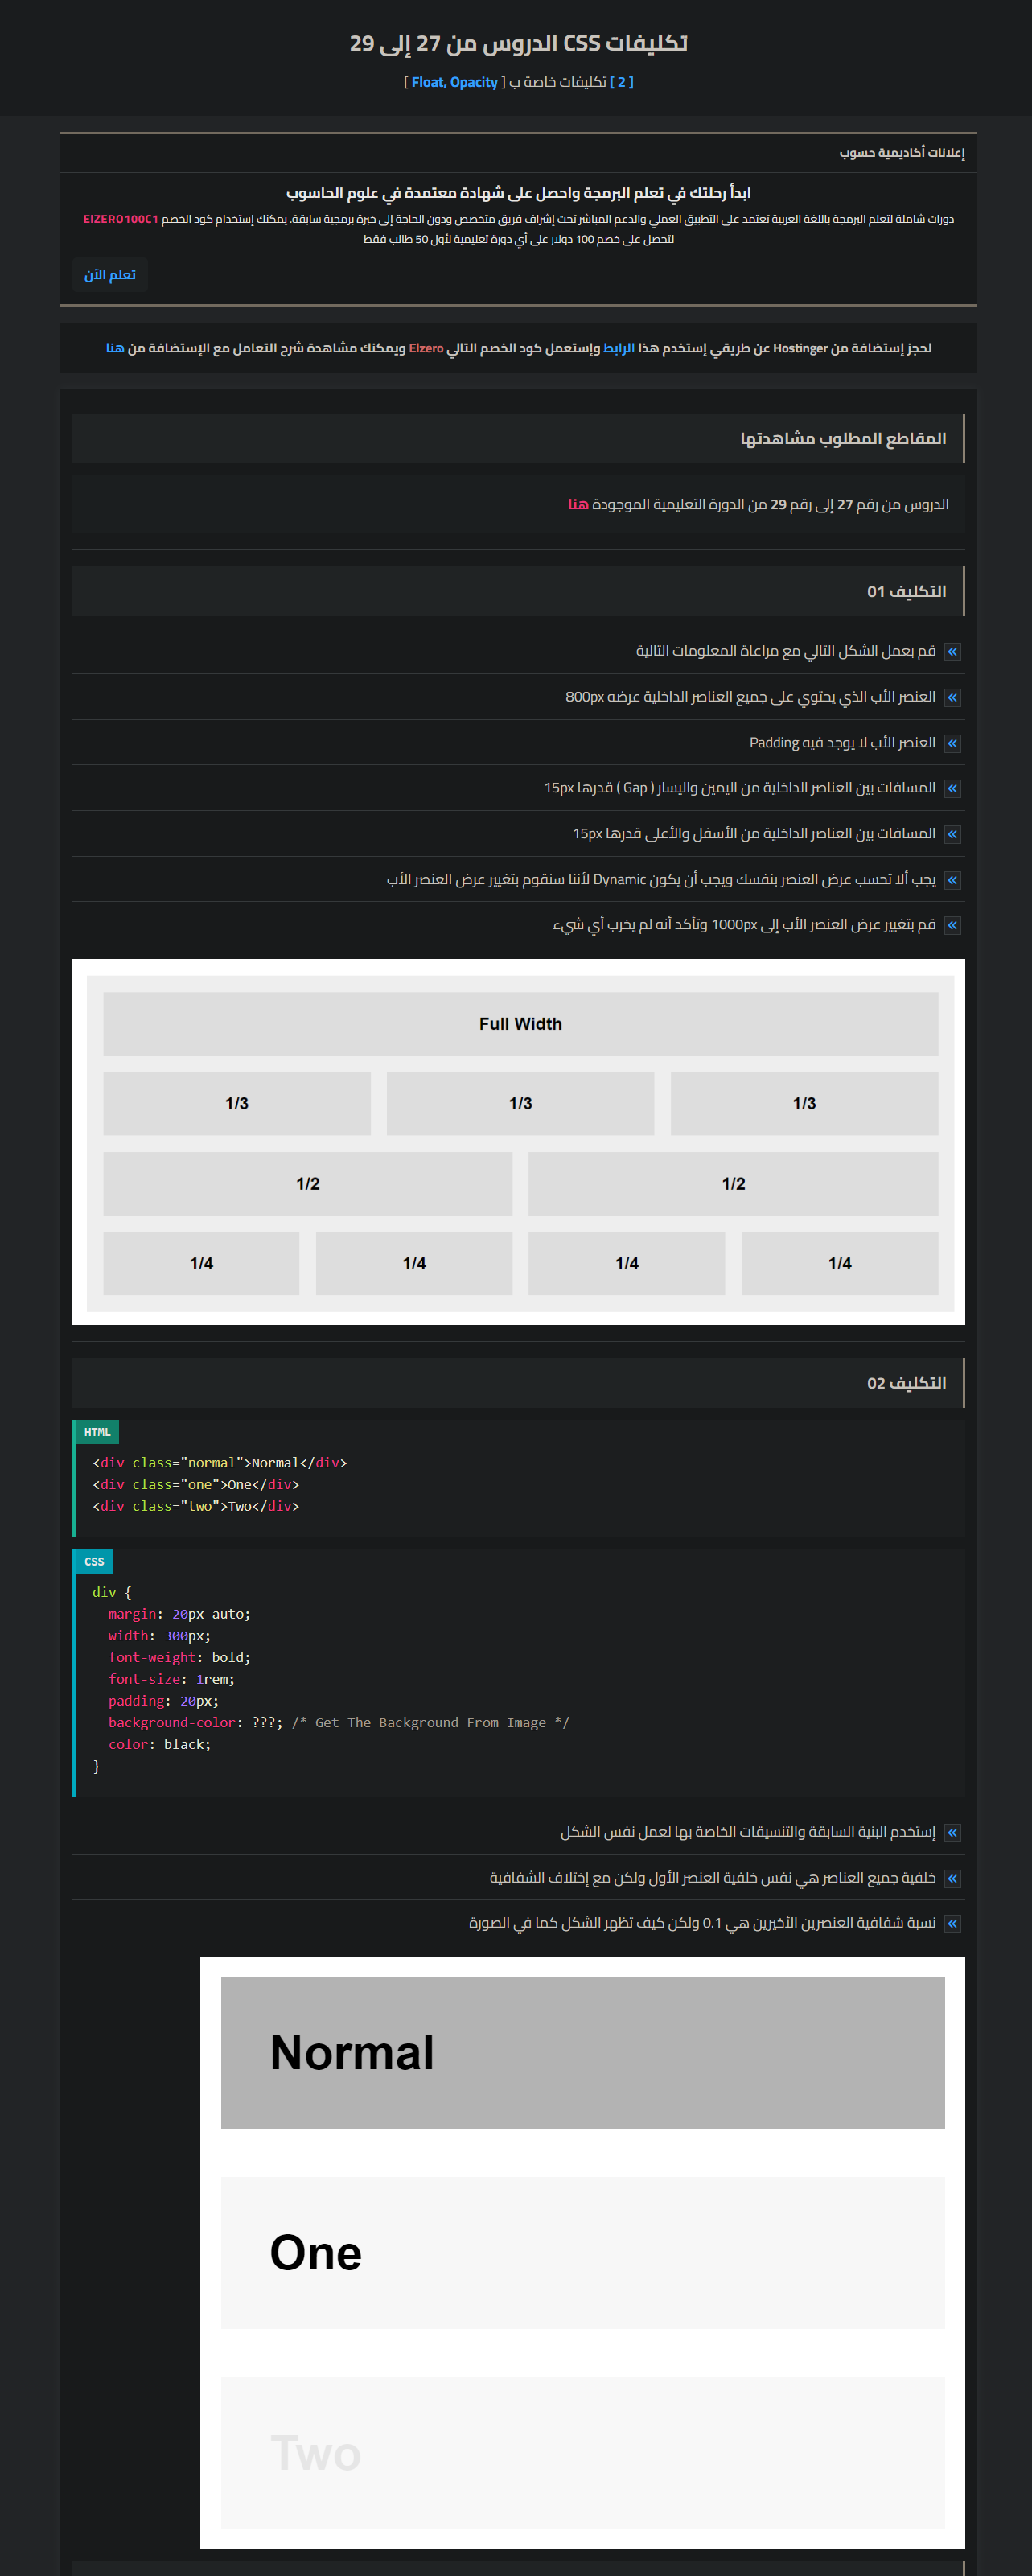 تكليفات CSS الدروس من 27 إلى 29
[ 2 ] تكليفات خاصة ب [ Float, Opacity ]
إعلانات أكاديمية حسوب
ابدأ رحلتك في تعلم البرمجة واحصل على شهادة معتمدة في علوم الحاسوب
دورات شاملة لتعلم البرمجة باللغة العربية تعتمد على التطبيق العملي والدعم المباشر تحت إشراف فريق متخصص ودون الحاجة إلى خبرة برمجية سابقة. يمكنك إستخدام كود الخصم ElZERO100C1
لتحصل على خصم 100 دولار على أي دورة تعليمية لأول 50 طالب فقط
تعلم الآن
لحجز إستضافة من Hostinger عن طريقي إستخدم هذا الرابط وإستعمل كود الخصم التالي Elzero ويمكنك مشاهدة شرح التعامل مع الإستضافة من هنا
المقاطع المطلوب مشاهدتها
الدروس من رقم 27 إلى رقم 29 من الدورة التعليمية الموجودة هنا
التكليف 01
قم بعمل الشكل التالي مع مراعاة المعلومات التالية
العنصر الأب الذي يحتوي على جميع العناصر الداخلية عرضه 800px
العنصر الأب لا يوجد فيه Padding
المسافات بين العناصر الداخلية من اليمين واليسار ( Gap ) قدرها 15px
المسافات بين العناصر الداخلية من الأسفل والأعلى قدرها 15px
يجب ألا تحسب عرض العنصر بنفسك ويجب أن يكون Dynamic لأننا سنقوم بتغيير عرض العنصر الأب
قم بتغيير عرض العنصر الأب إلى 1000px وتأكد أنه لم يخرب أي شيء
Full Width
1/3 1/3 1/3
1/2 1/2
1/4 1/4 1/4 1/4
التكليف 02
HTML
<div class="normal">Normal</div>
<div class="one">One</div>
<div class="two">Two</div>
CSS
div {
  margin: 20px auto;
  width: 300px;
  font-weight: bold;
  font-size: 1rem;
  padding: 20px;
  background-color: ???; /* Get The Background From Image */
  color: black;
}
إستخدم البنية السابقة والتنسيقات الخاصة بها لعمل نفس الشكل
خلفية جميع العناصر هي نفس خلفية العنصر الأول ولكن مع إختلاف الشفافية
نسبة شفافية العنصرين الأخيرين هي 0.1 ولكن كيف تظهر الشكل كما في الصورة
Normal
One
Two